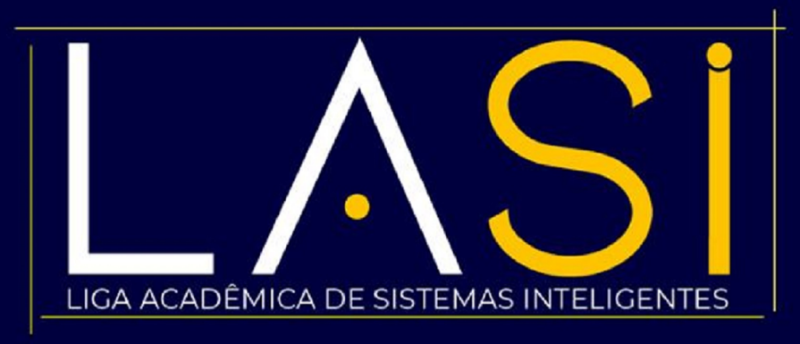 LASi
LIGA ACADÊMICA DE SISTEMAS INTELIGENTES